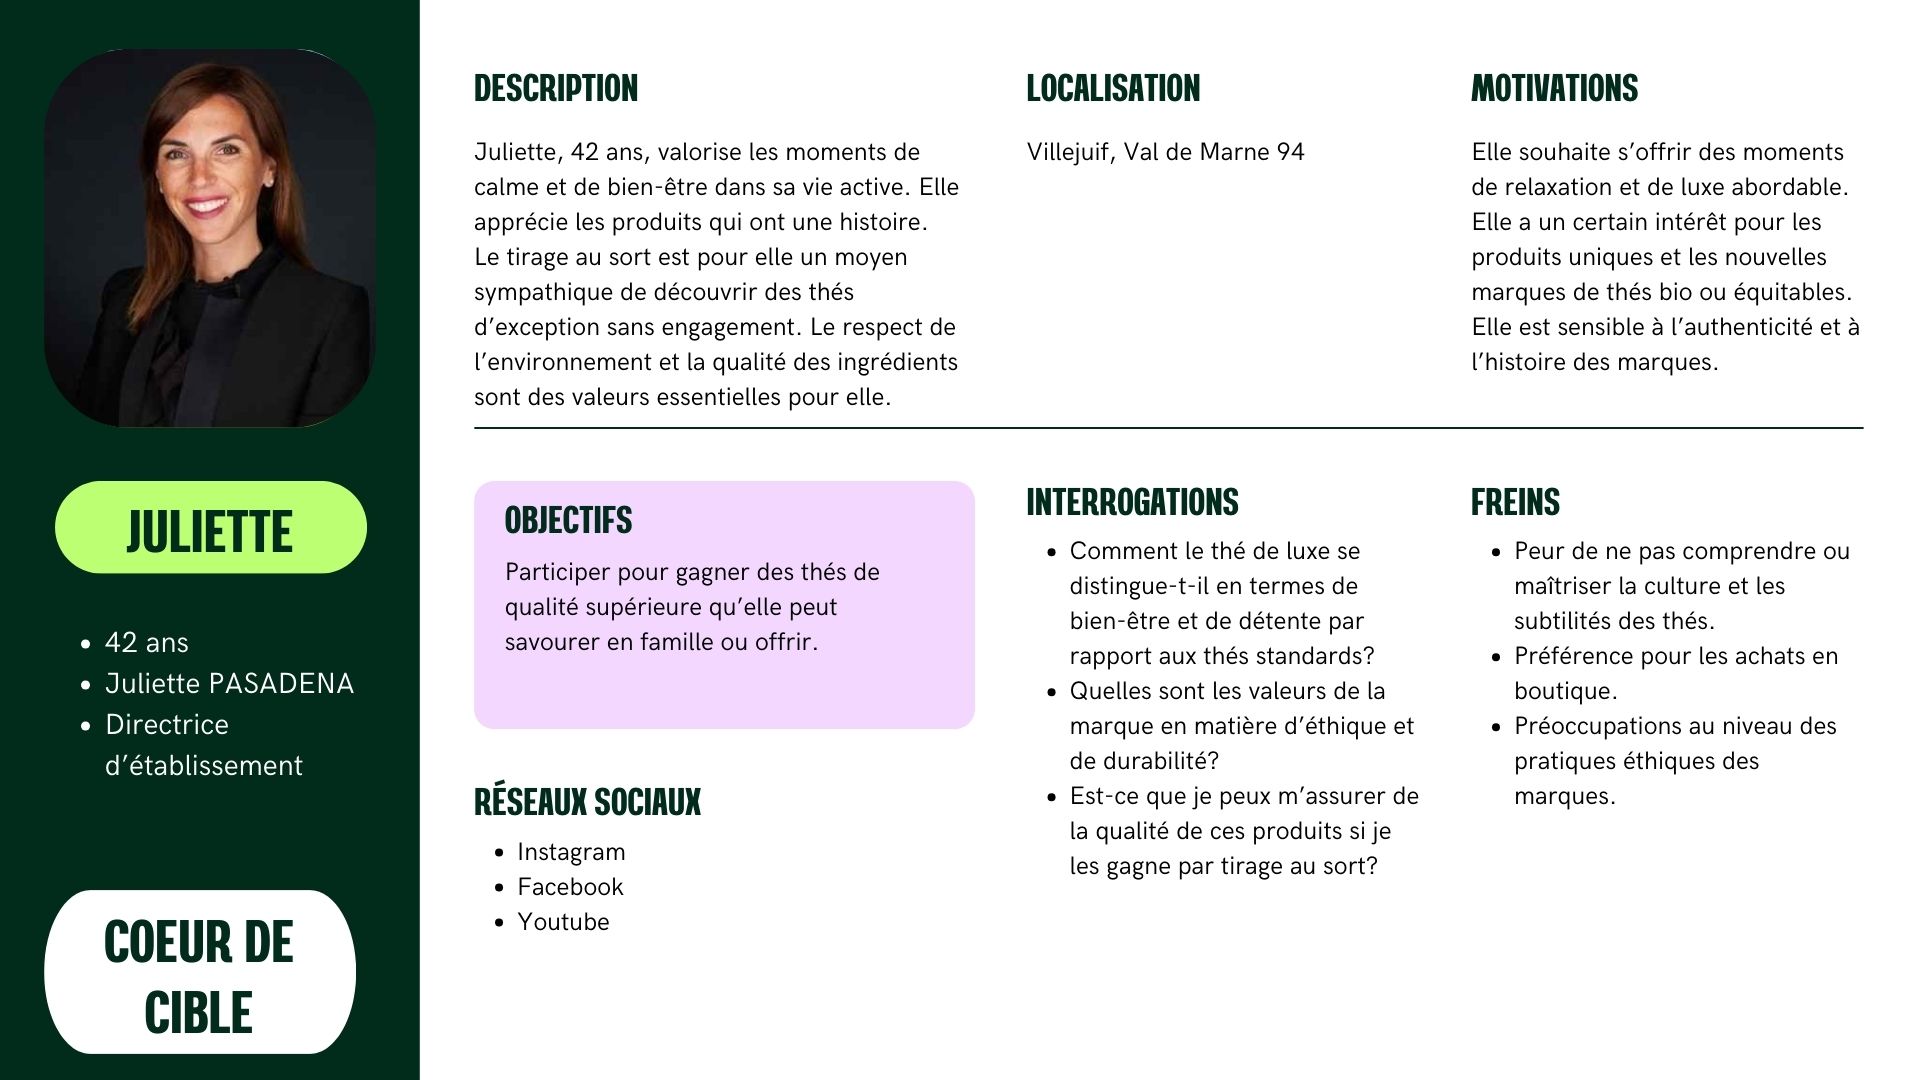 JULIETTE
42 ans
Juliette PASADENA
Directrice
d’établissement
COEUR DE
CIBLE
DESCRIPTION
Juliette, 42 ans, valorise les moments de
calme et de bien-être dans sa vie active. Elle
apprécie les produits qui ont une histoire.
Le tirage au sort est pour elle un moyen
sympathique de découvrir des thés
d’exception sans engagement. Le respect de
l’environnement et la qualité des ingrédients
sont des valeurs essentielles pour elle.
LOCALISATION
Villejuif, Val de Marne 94
MOTIVATIONS
Elle souhaite s’offrir des moments
de relaxation et de luxe abordable.
Elle a un certain intérêt pour les
produits uniques et les nouvelles
marques de thés bio ou équitables.
Elle est sensible à l’authenticité et à
l’histoire des marques.
OBJECTIFS
Participer pour gagner des thés de
qualité supérieure qu’elle peut
savourer en famille ou offrir.
RÉSEAUX SOCIAUX
Instagram
Facebook
Youtube
INTERROGATIONS
Comment le thé de luxe se
distingue-t-il en termes de
bien-être et de détente par
rapport aux thés standards?
Quelles sont les valeurs de la
marque en matière d’éthique et
de durabilité?
Est-ce que je peux m’assurer de
la qualité de ces produits si je
les gagne par tirage au sort?
FREINS
Peur de ne pas comprendre ou
maîtriser la culture et les
subtilités des thés.
Préférence pour les achats en
boutique.
Préoccupations au niveau des
pratiques éthiques des
marques.